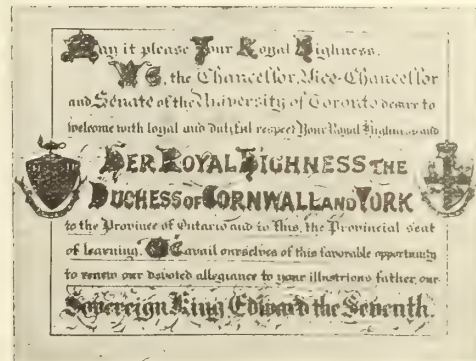 May it please Your Royal Highness,
We, the Chancellor, Vice-Chancellor
and Senate of the University of Toronto desire to
welcome with loyal and dutiful respect Your Royal Highness and
HER ROYAL HIGHNESS THE
DUCHESS OF CORNWALL AND YORK
to the Province of Ontario and to this, the Provincial seat
of learning. We avail ourselves of this favorable opportunity
to renew our devoted allegiance to your illustrious father, our
Sovereign King Edward the Seventh.